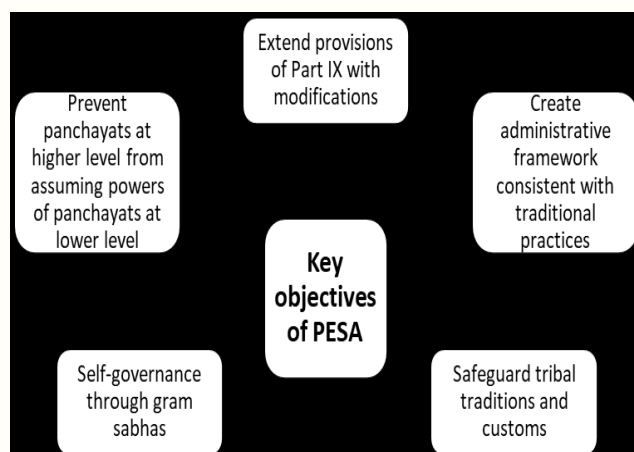 Extend provisions
of Part IX with
modifications
Prevent
panchayats at
higher level from
assuming powers
of panchayats at
lower level
Create
administrative
framework
consistent with
traditional
practices
Key
objectives
of PESA
Self-governance
through gram
sabhas
Safeguard tribal
traditions and
customs